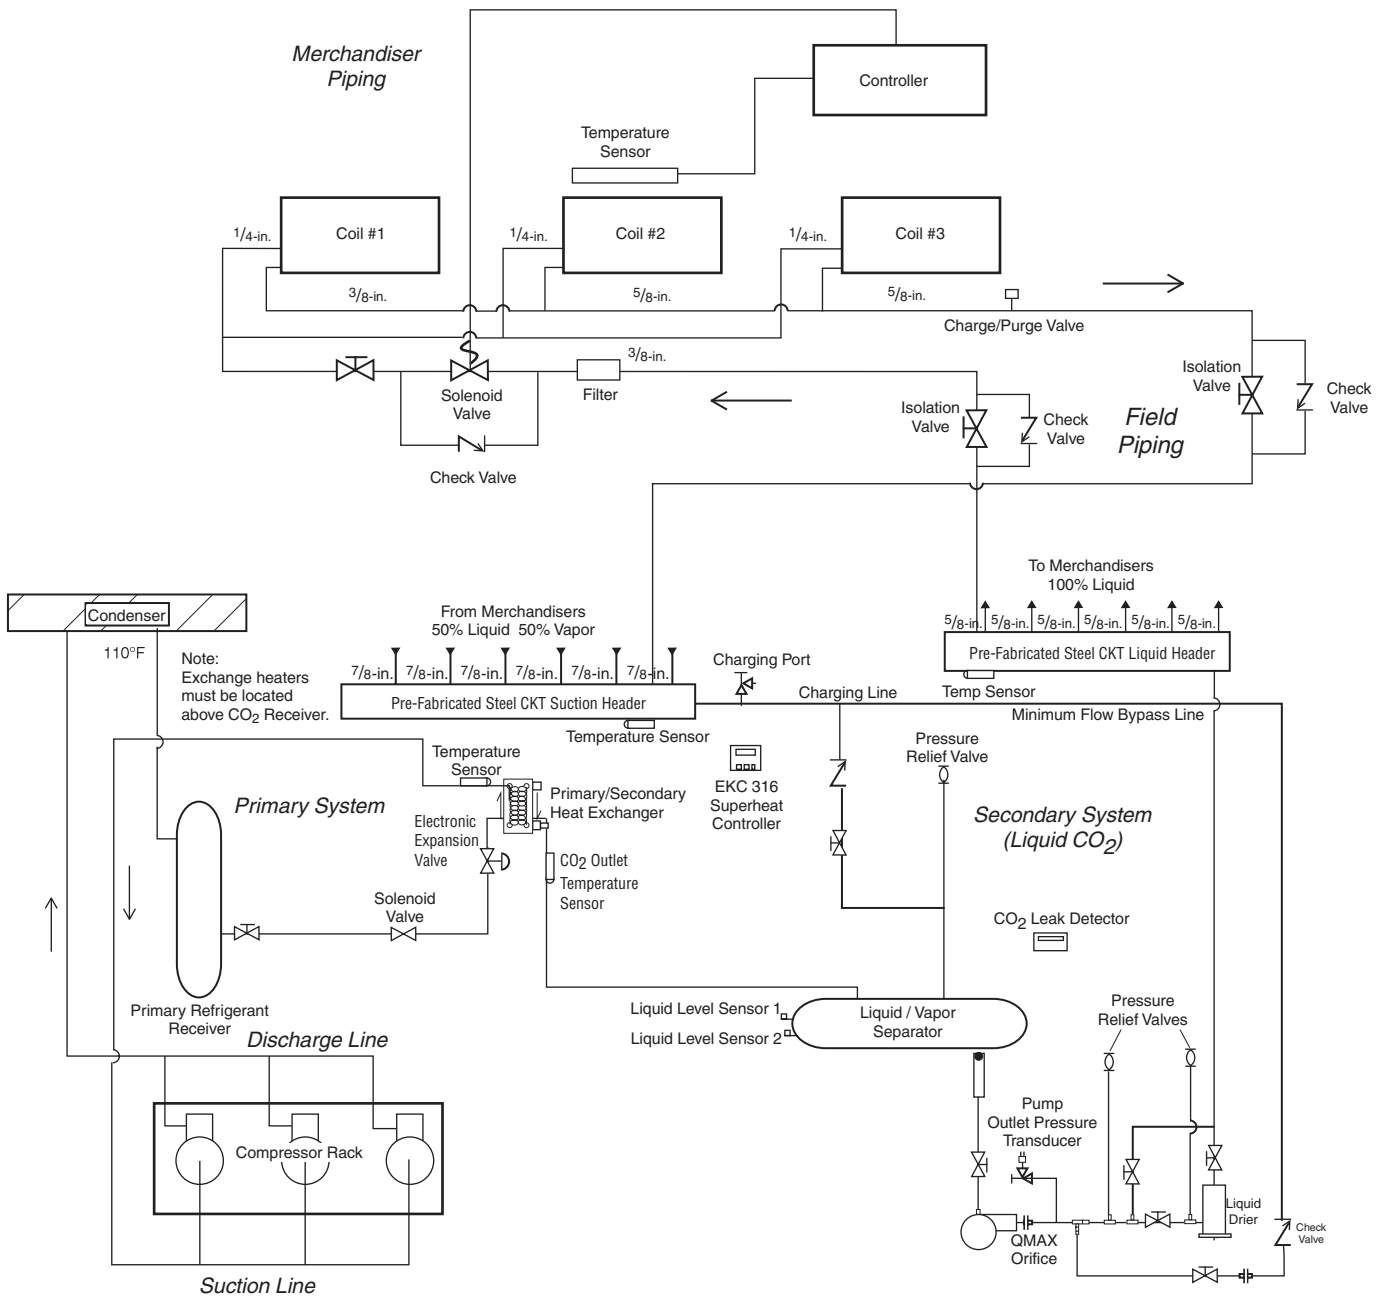 Merchandiser
Piping
Controller
Temperature
Sensor
1/4-in.
Coil #1
1/4-in.
Coil #2
1/4-in.
Coil #3
3/8-in.
5/8-in.
5/8-in.
Charge/Purge Valve
3/8-in.
Solenoid
Valve
Filter
Check Valve
Isolation
Valve
Check
Valve
Isolation
Valve
Check
Valve
Field
Piping
To Merchandisers
100% Liquid
5/8-in.
5/8-in.
5/8-in.
5/8-in.
5/8-in.
5/8-in.
Pre-Fabricated Steel CKT Liquid Header
Temp Sensor
Condenser
110°F
Note:
Exchange heaters
must be located
above CO2 Receiver.
From Merchandisers
50% Liquid 50% Vapor
7/8-in.
7/8-in.
7/8-in.
7/8-in.
7/8-in.
7/8-in.
Pre-Fabricated Steel CKT Suction Header
Temperature Sensor
Charging Port
Charging Line
Minimum Flow Bypass Line
Temperature
Sensor
Primary/Secondary
Heat Exchanger
EKC 316
Superheat
Controller
Pressure
Relief Valve
Primary System
Electronic
Expansion
Valve
CO2 Outlet
Temperature
Sensor
Secondary System
(Liquid CO2)
Solenoid
Valve
CO2 Leak Detector
Primary Refrigerant
Receiver
Liquid Level Sensor 1
Liquid Level Sensor 2
Liquid / Vapor
Separator
Pressure
Relief Valves
Discharge Line
Pump
Outlet Pressure
Transducer
Compressor Rack
QMAX
Orifice
Liquid
Drier
Check
Valve
Suction Line